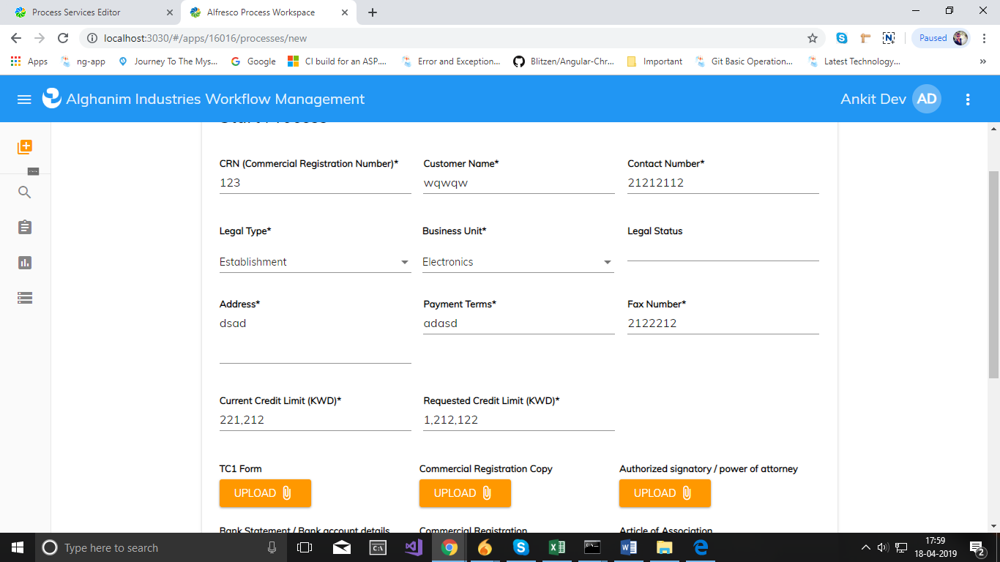 Process Services Editor
Alfresco Process Workspace
localhost:3030/#/apps/16016/processes/new
Paused
Apps
ng-app
Journey To The Mys...
Google
CI build for an ASP....
Error and Exception...
Blitzen/Angular-Chr...
Important
Git Basic Operation...
Latest Technology...
»
Alghanim Industries Workflow Management
Ankit Dev AD
Start Process
CRN (Commercial Registration Number)* Customer Name* Contact Number*
123 wqwqw 21212112
Legal Type* Business Unit* Legal Status
Establishment Electronics
Address* Payment Terms* Fax Number*
dsad adasd 2122212
Current Credit Limit (KWD)* Requested Credit Limit (KWD)*
221,212 1,212,122
TC1 Form Commercial Registration Copy Authorized signatory / power of attorney
UPLOAD UPLOAD UPLOAD
Bank Statement / Bank account details Commercial Registration Article of Association
Type here to search
17:59
18-04-2019
2